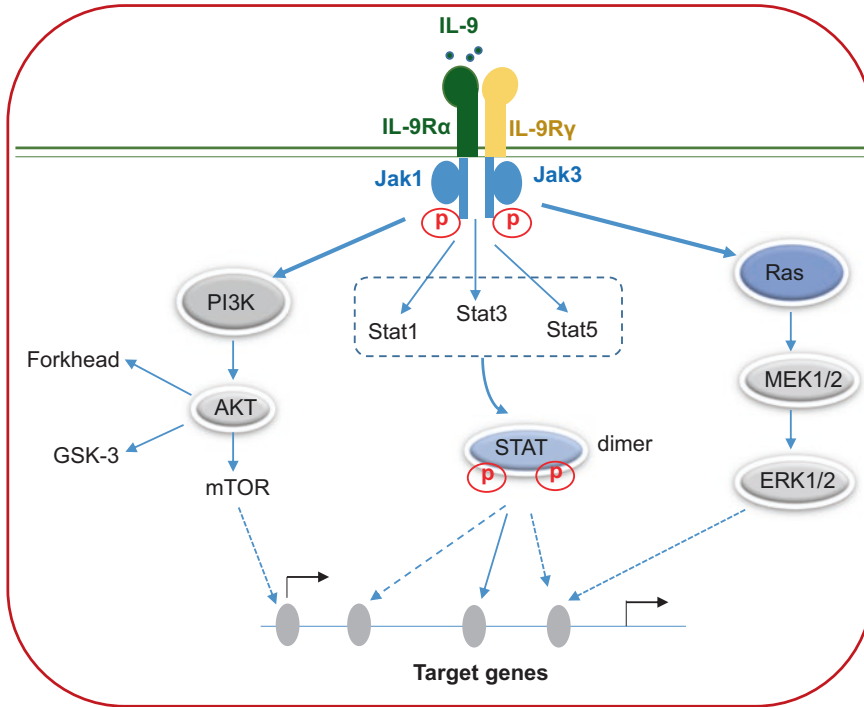 IL-9
IL-9Rα
IL-9Rγ
Jak1
Jak3
p
p
PI3K
Stat1
Stat3
Stat5
Ras
Forkhead
AKT
GSK-3
mTOR
STAT
dimer
p
p
MEK1/2
ERK1/2
Target genes